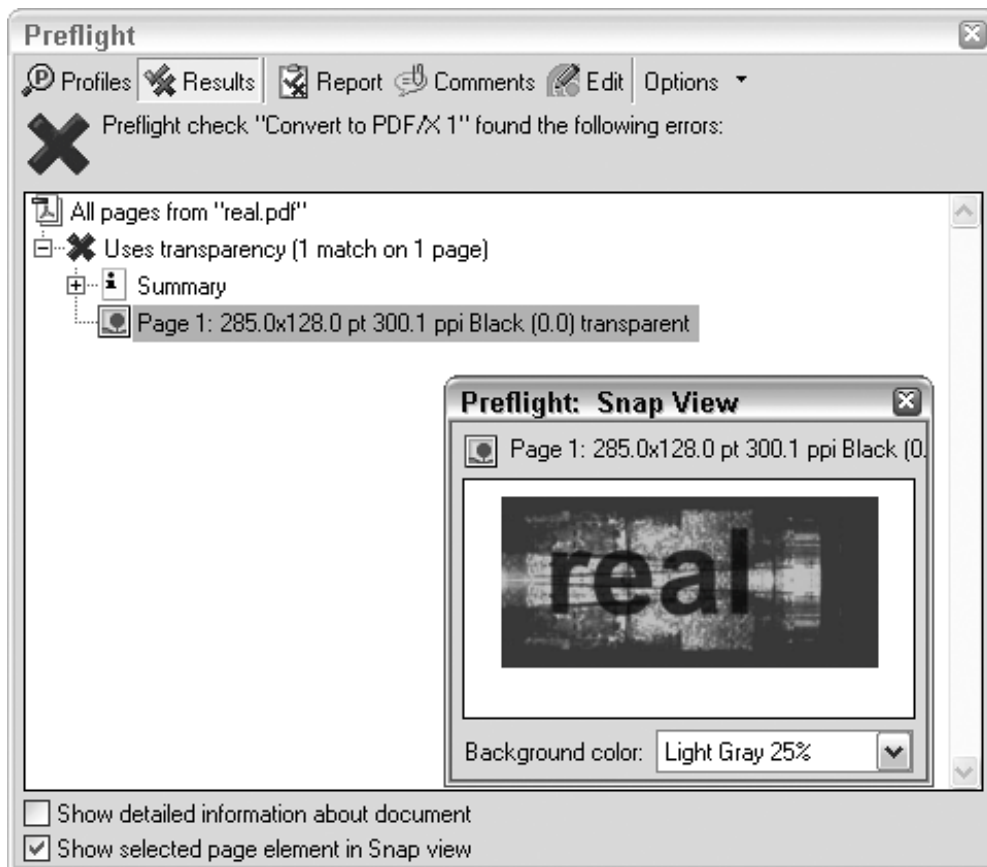 Preflight
Profiles Results Report Comments Edit Options
Preflight check "Convert to PDF/X 1" found the following errors:
All pages from "real.pdf"
Uses transparency (1 match on 1 page)
Summary
Page 1: 285.0x128.0 pt 300.1 ppi Black (0.0) transparent
Preflight: Snap View
Page 1: 285.0x128.0 pt 300.1 ppi Black (0.
real
Background color: Light Gray 25%
Show detailed information about document
Show selected page element in Snap view